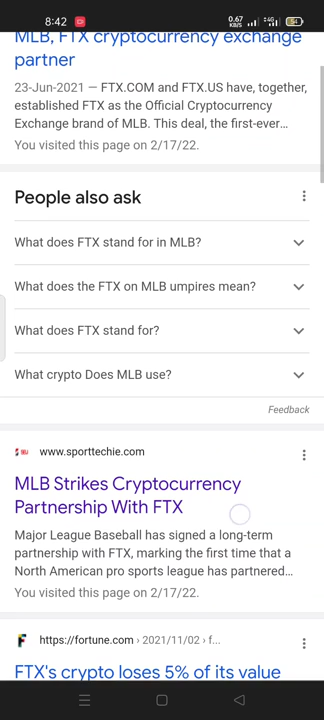 8:42
0.67
KB/S
4G
54
MLB, FTX cryptocurrency exchange
partner
23-Jun-2021 — FTX.COM and FTX.US have, together,
established FTX as the Official Cryptocurrency
Exchange brand of MLB. This deal, the first-ever...
You visited this page on 2/17/22.
People also ask
What does FTX stand for in MLB?
What does the FTX on MLB umpires mean?
What does FTX stand for?
What crypto Does MLB use?
Feedback
www.sporttechie.com
MLB Strikes Cryptocurrency
Partnership With FTX
Major League Baseball has signed a long-term
partnership with FTX, marking the first time that a
North American pro sports league has partnered...
You visited this page on 2/17/22.
https://fortune.com › 2021/11/02 › f...
FTX's crypto loses 5% of its value